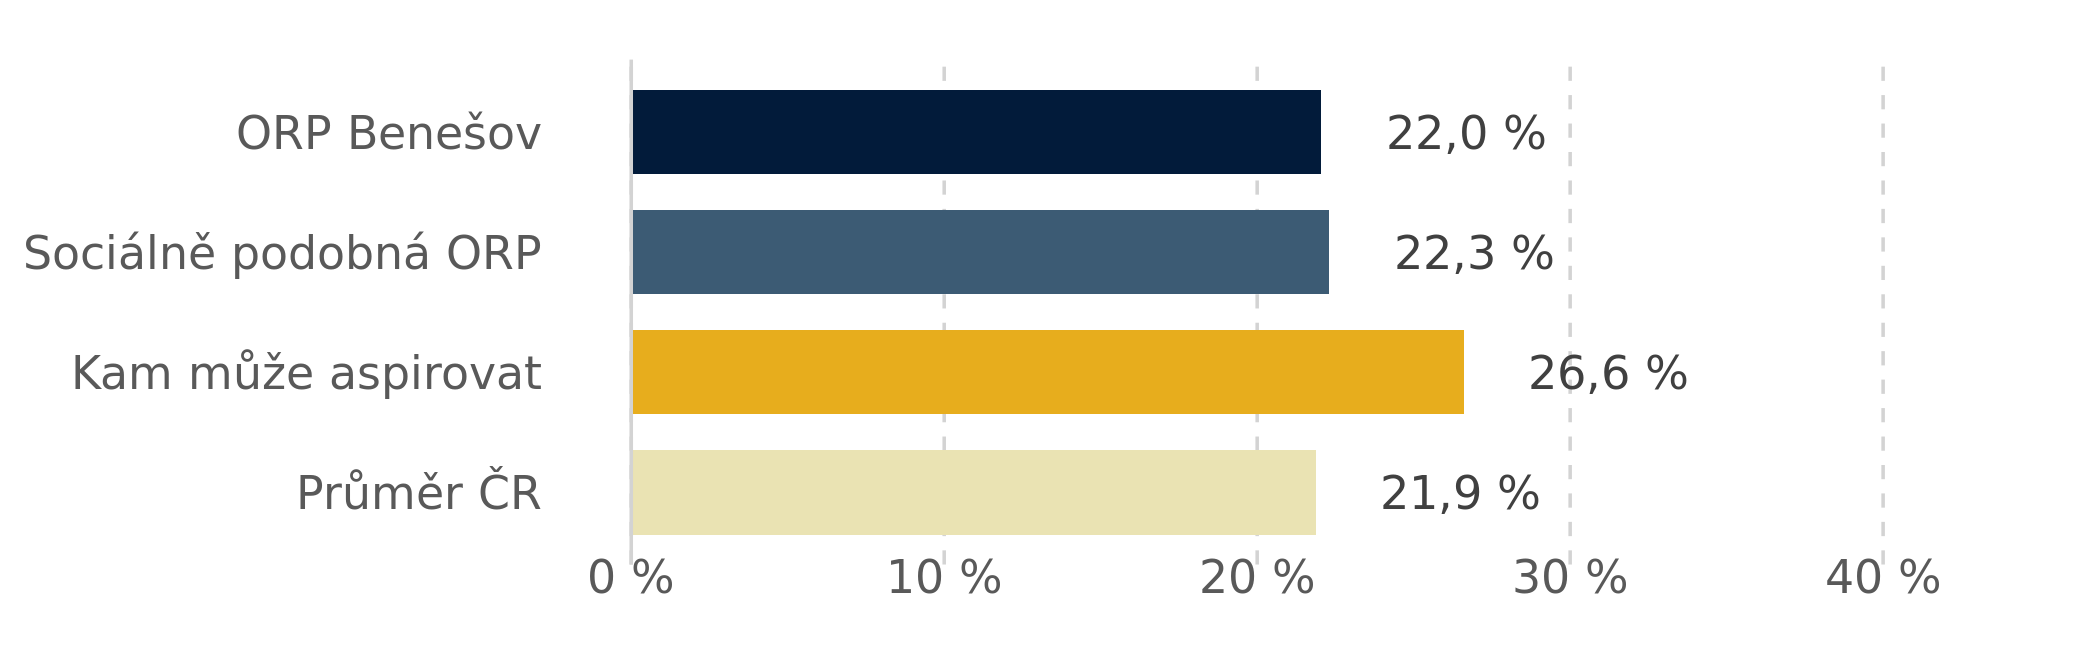 ORP Benešov 22,0 %
Sociálně podobná ORP 22,3 %
Kam může aspirovat 26,6 %
Průměr ČR 21,9 %
0 % 10 % 20 % 30 % 40 %